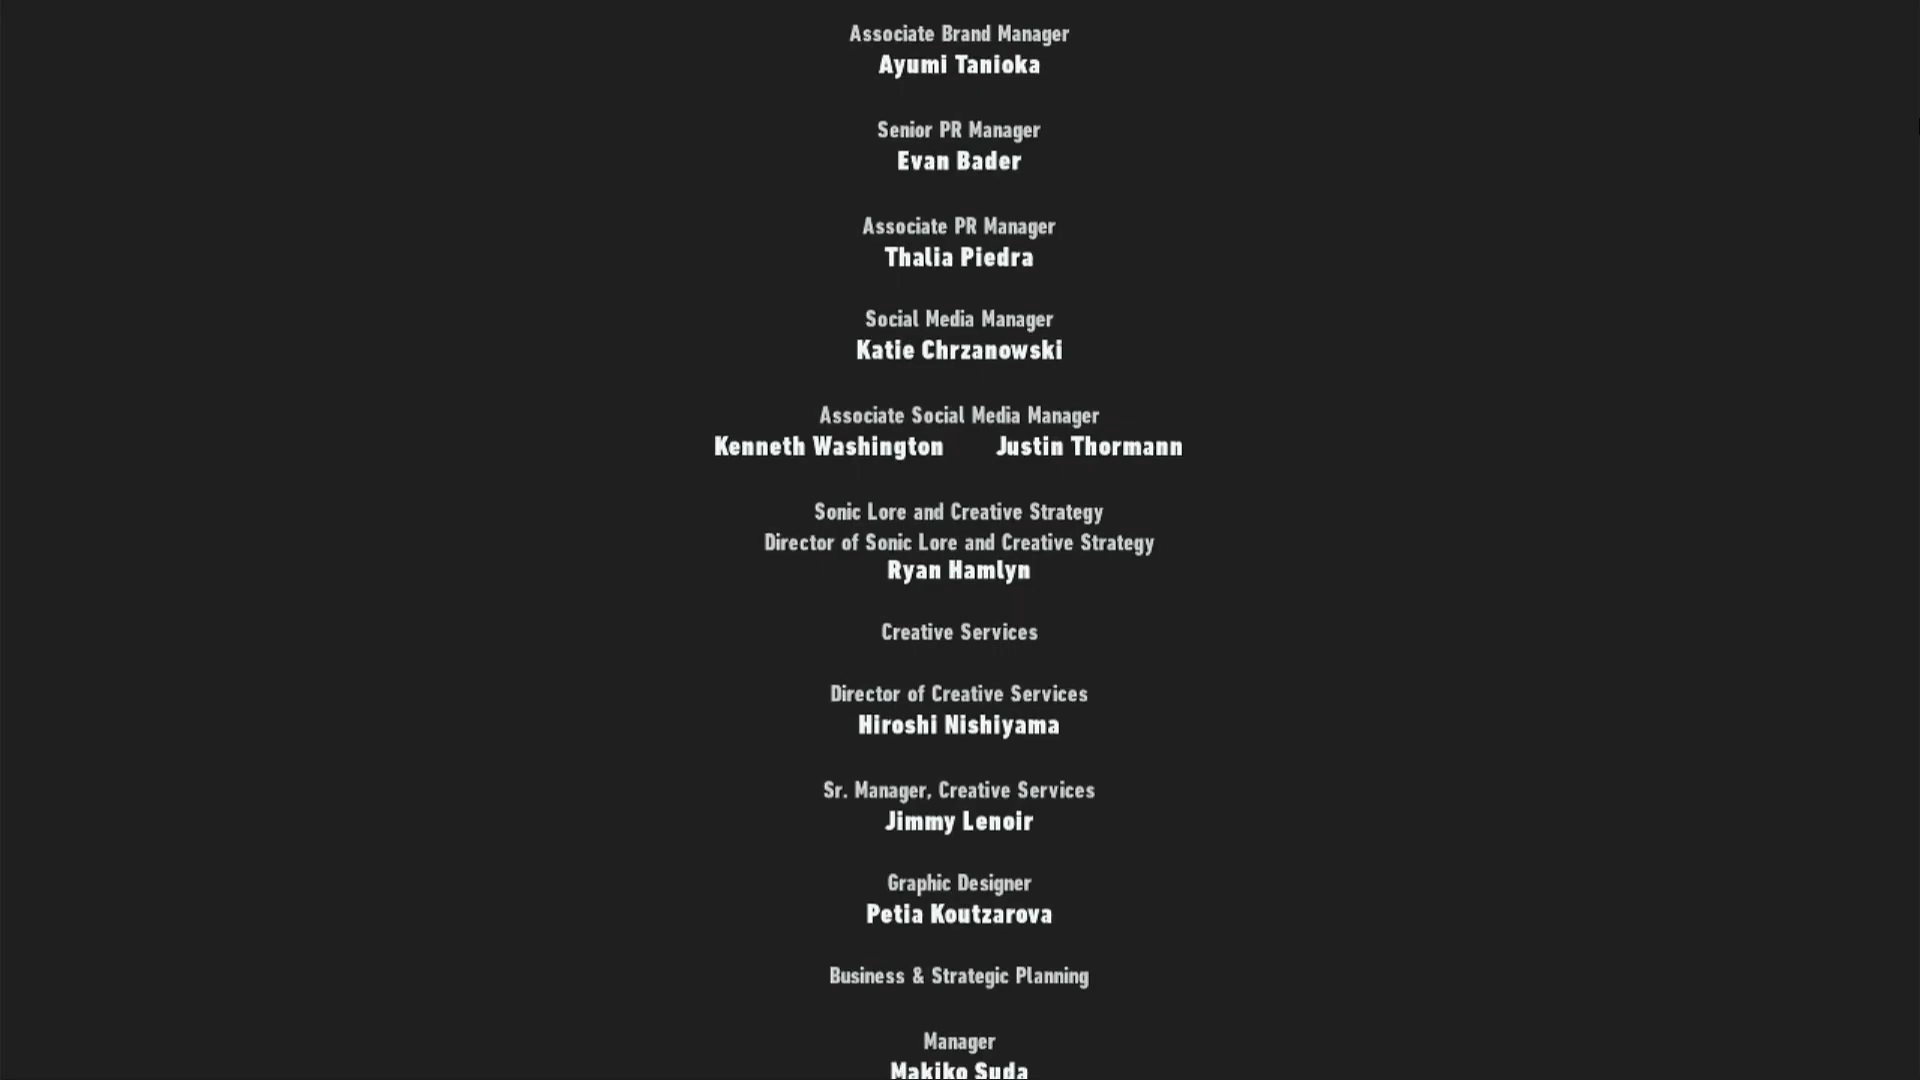 Associate Brand Manager
Ayumi Tanioka
Senior PR Manager
Evan Bader
Associate PR Manager
Thalia Piedra
Social Media Manager
Katie Chrzanowski
Associate Social Media Manager
Kenneth Washington Justin Thormann
Sonic Lore and Creative Strategy
Director of Sonic Lore and Creative Strategy
Ryan Hamlyn
Creative Services
Director of Creative Services
Hiroshi Nishiyama
Sr. Manager, Creative Services
Jimmy Lenoir
Graphic Designer
Petia Koutzarova
Business & Strategic Planning
Manager
Makiko Suda